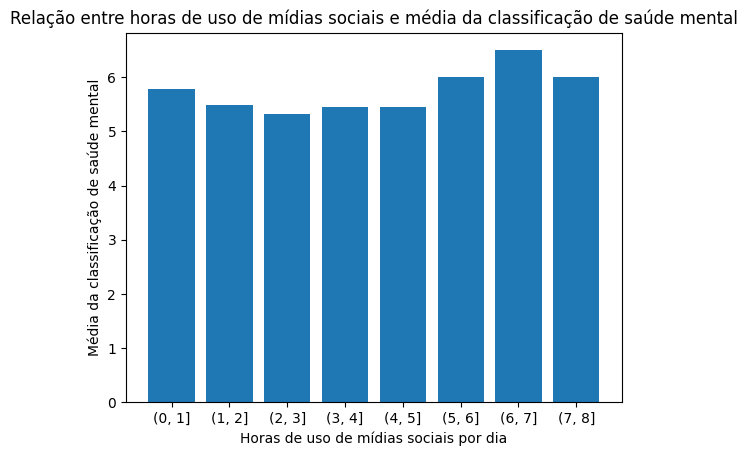 Relação entre horas de uso de mídias sociais e média da classificação de saúde mental
Média da classificação de saúde mental
6
5
4
3
2
1
0
(0, 1] (1, 2] (2, 3] (3, 4] (4, 5] (5, 6] (6, 7] (7, 8]
Horas de uso de mídias sociais por dia